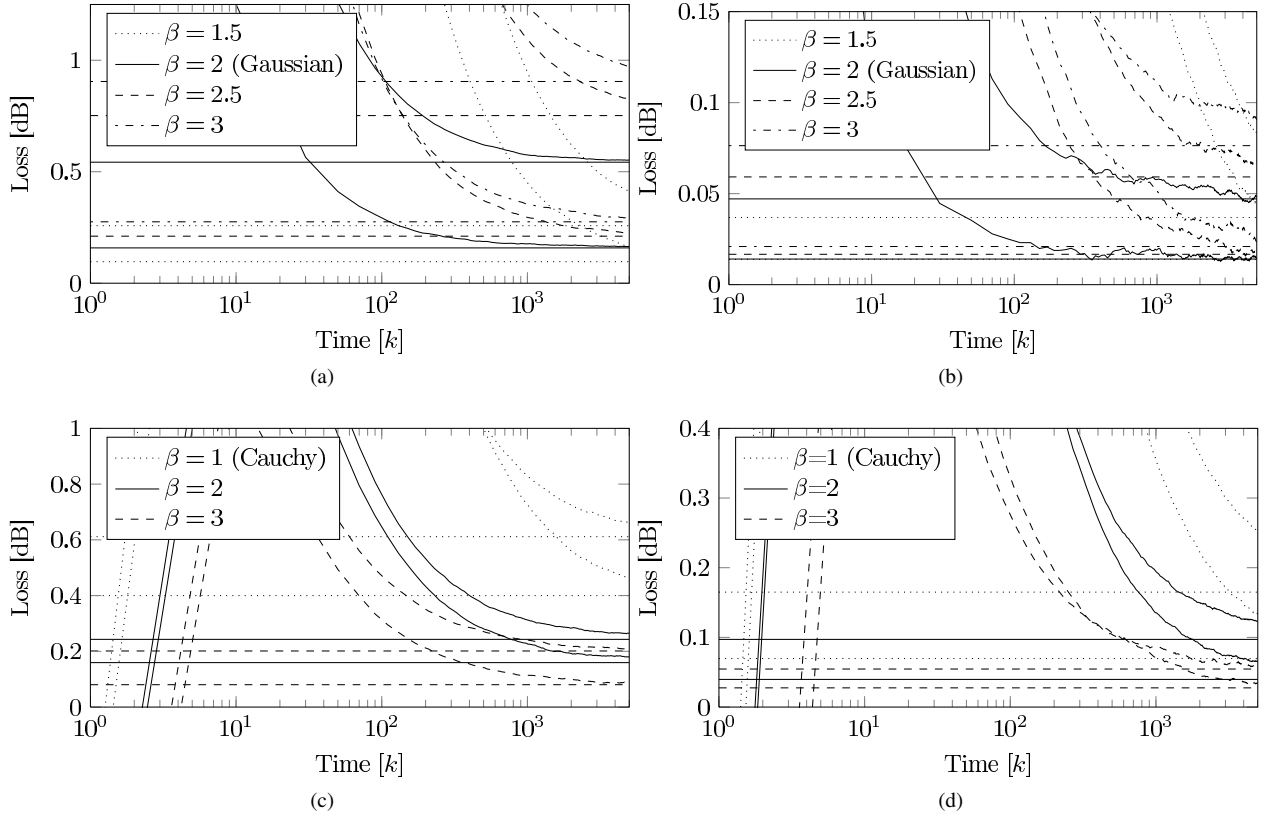 Loss [dB]
1
0.5
0
β = 1.5
β = 2 (Gaussian)
β = 2.5
β = 3
10^0
10^1
10^2
10^3
Time [k]
(a)
Loss [dB]
0.15
0.1
0.05
0
β = 1.5
β = 2 (Gaussian)
β = 2.5
β = 3
10^0
10^1
10^2
10^3
Time [k]
(b)
Loss [dB]
1
0.8
0.6
0.4
0.2
0
β = 1 (Cauchy)
β = 2
β = 3
10^0
10^1
10^2
10^3
Time [k]
(c)
Loss [dB]
0.4
0.3
0.2
0.1
0
β=1 (Cauchy)
β=2
β=3
10^0
10^1
10^2
10^3
Time [k]
(d)